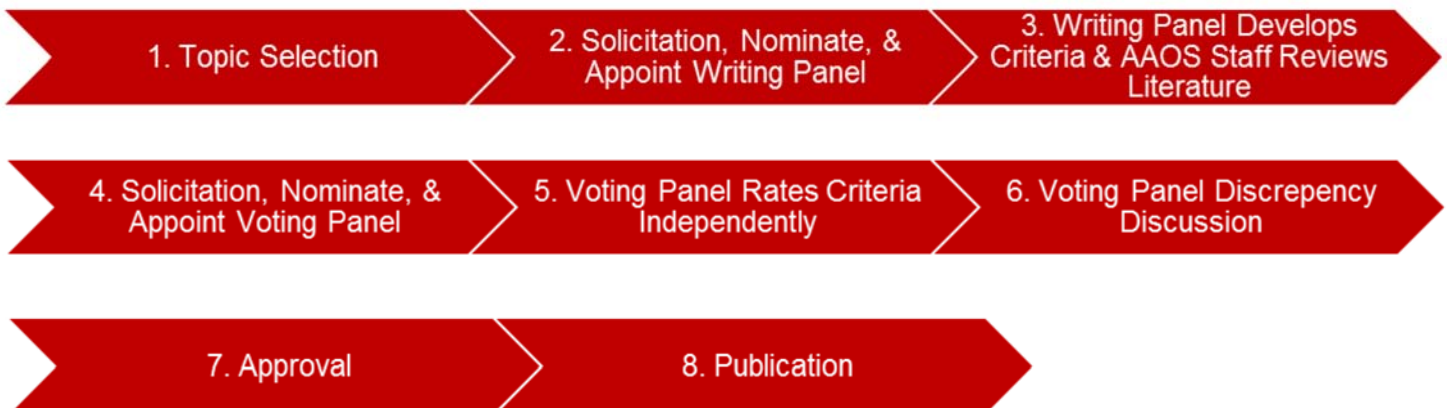 1. Topic Selection
2. Solicitation, Nominate, &
Appoint Writing Panel
3. Writing Panel Develops
Criteria & AAOS Staff Reviews
Literature
4. Solicitation, Nominate, &
Appoint Voting Panel
5. Voting Panel Rates Criteria
Independently
6. Voting Panel Discrepency
Discussion
7. Approval
8. Publication